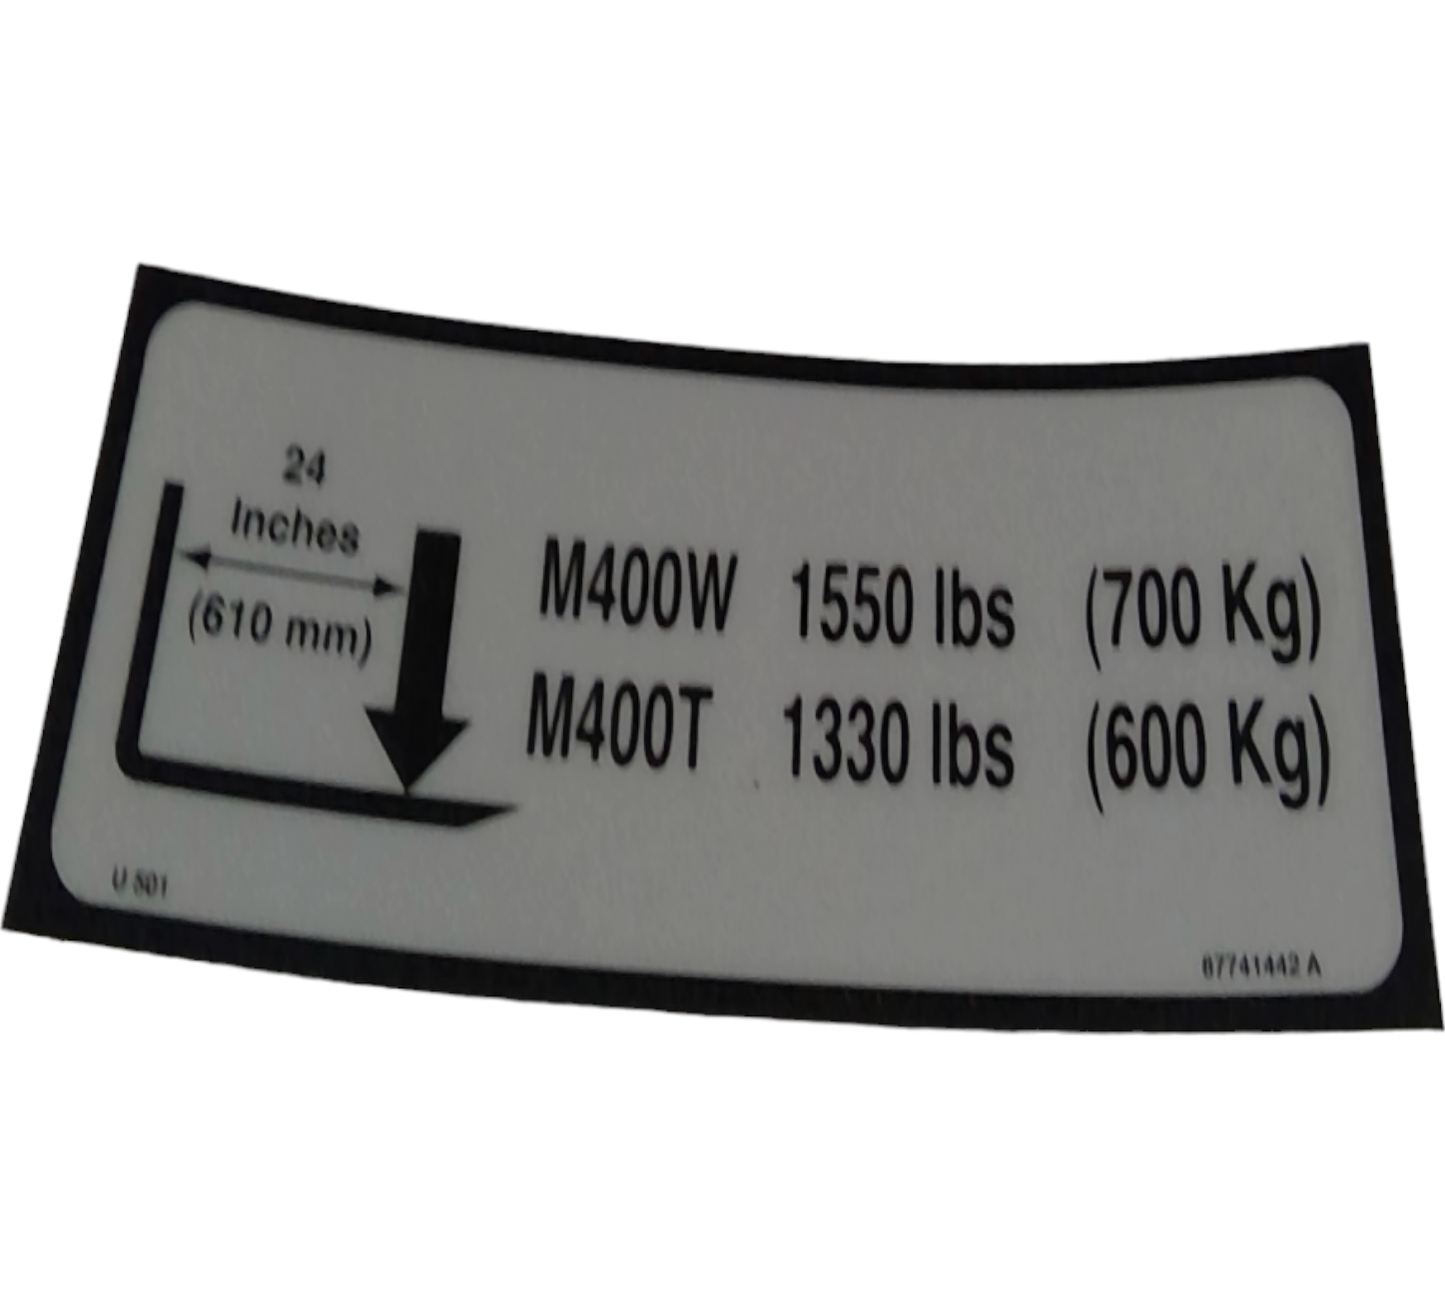 24
Inches
(610 mm)
M400W 1550 lbs (700 Kg)
M400T 1330 lbs (600 Kg)
U 501
87741442 A